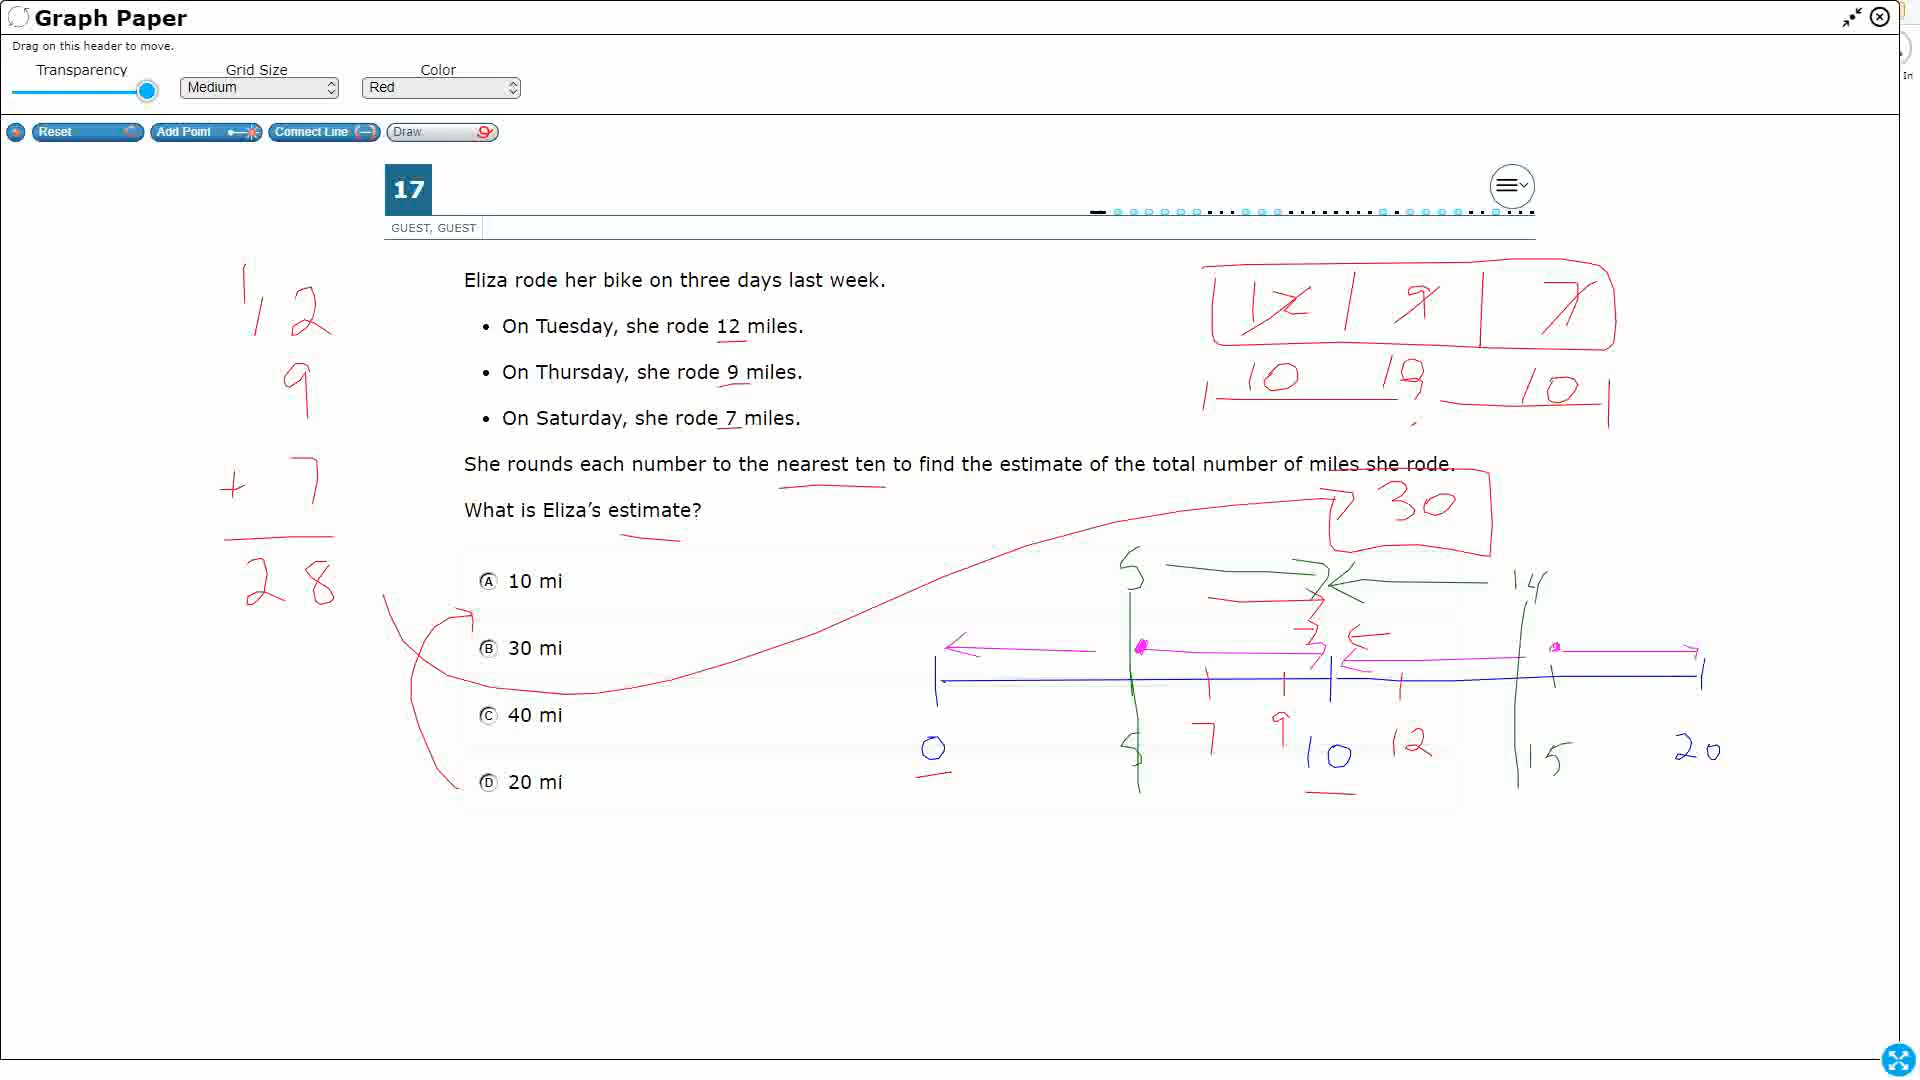 Graph Paper
Drag on this header to move.
Transparency Grid Size Color
Medium Red
Reset Add Point Connect Line Draw
In
17
GUEST, GUEST
Eliza rode her bike on three days last week.
• On Tuesday, she rode 12 miles.
• On Thursday, she rode 9 miles.
• On Saturday, she rode 7 miles.
She rounds each number to the nearest ten to find the estimate of the total number of miles she rode.
What is Eliza's estimate?
A 10 mi
B 30 mi
C 40 mi
D 20 mi
1
12
9
+ 7
28
12 9 7
10 10 10
?
30
5 14
0 5 7 9 10 12 15 20